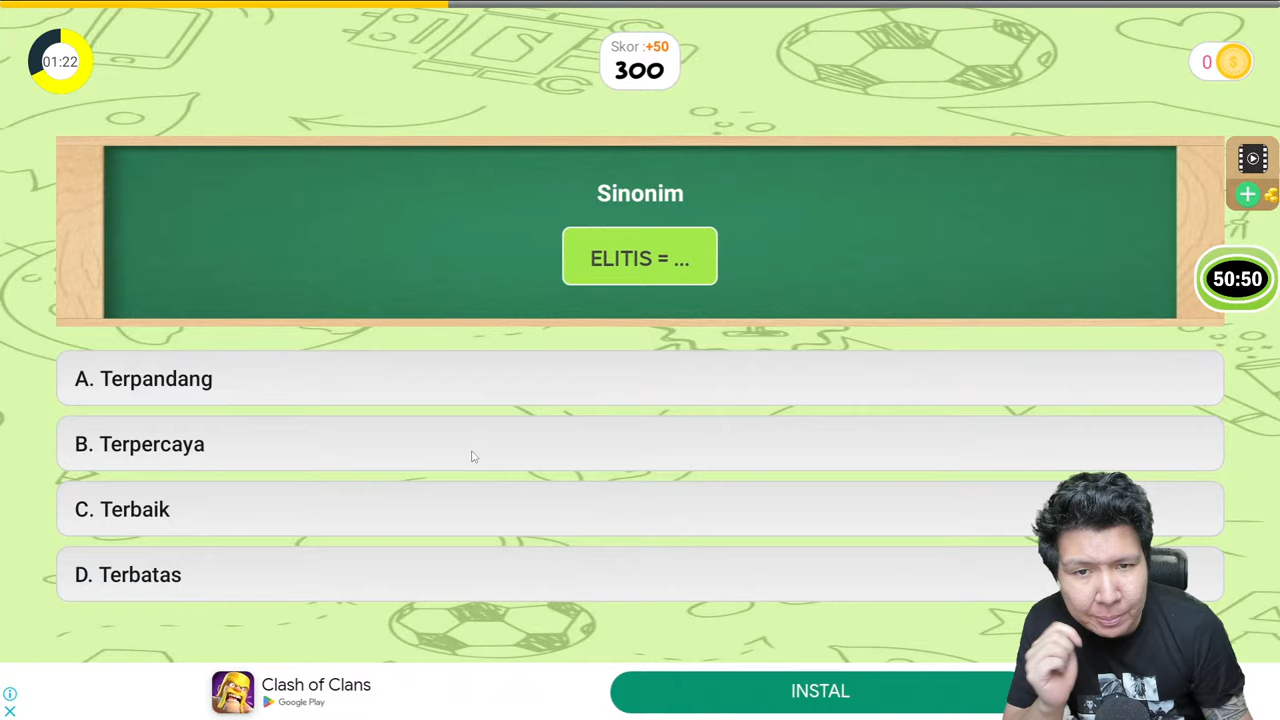 01:22
Skor :+50
300
0
Sinonim
ELITIS = ...
50:50
A. Terpandang
B. Terpercaya
C. Terbaik
D. Terbatas
Clash of Clans
Google Play
INSTAL